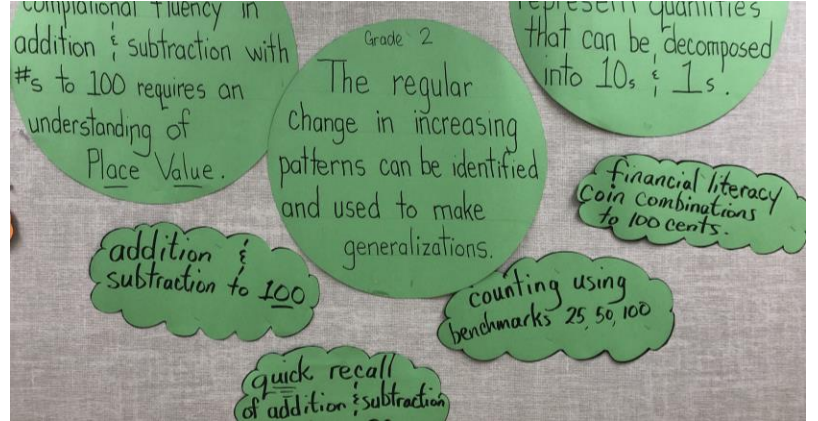 fluency in
addition & subtraction with
#s to 100 requires an
understanding of
Place Value.
Grade 2
The regular
change in increasing
patterns can be identified
and used to make
generalizations.
represent quantities
that can be decomposed
into 10s & 1s.
financial literacy
coin combinations
to 100 cents.
addition &
subtraction to 100
counting using
benchmarks 25, 50, 100
quick recall
of addition & subtraction